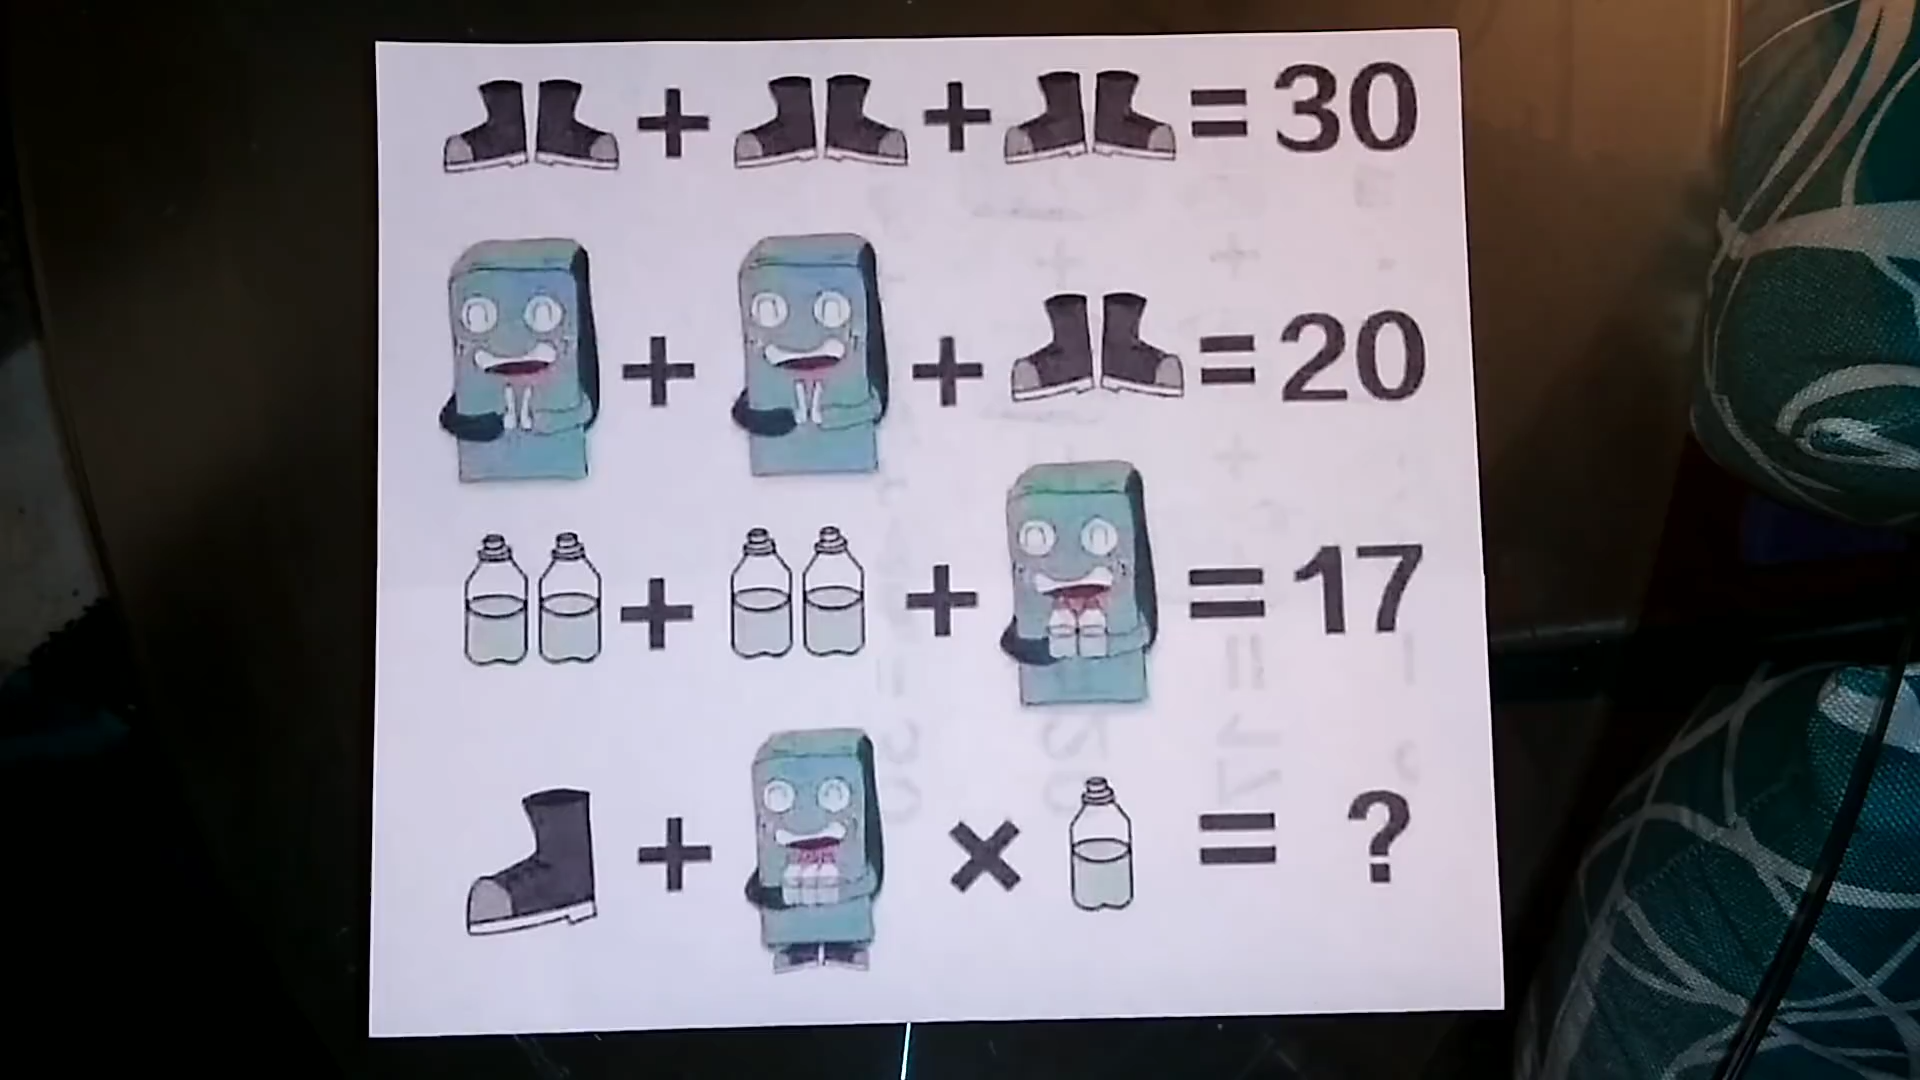 + + = 30
+ + = 20
+ + = 17
+ × = ?